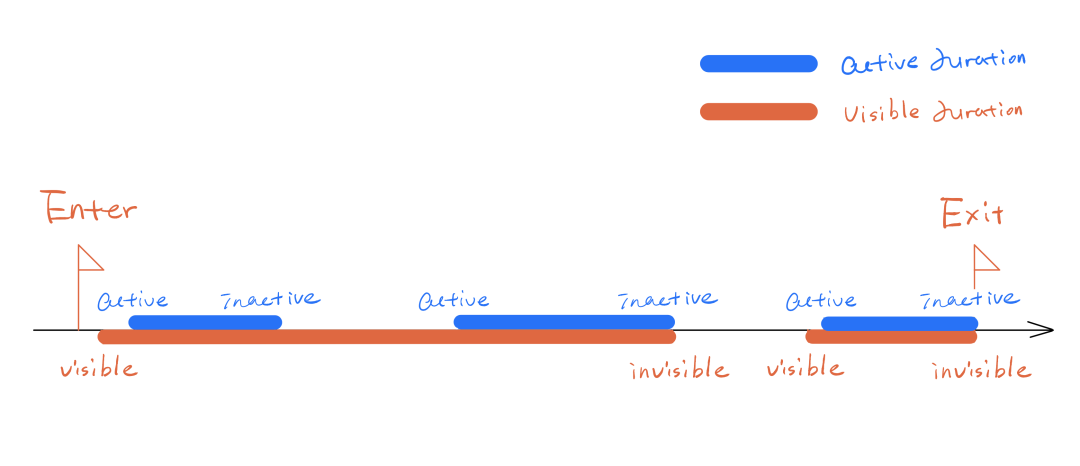 Active Duration
Visible Duration
Enter
Exit
Active Inactive Active Inactive Active Inactive
visible invisible visible invisible